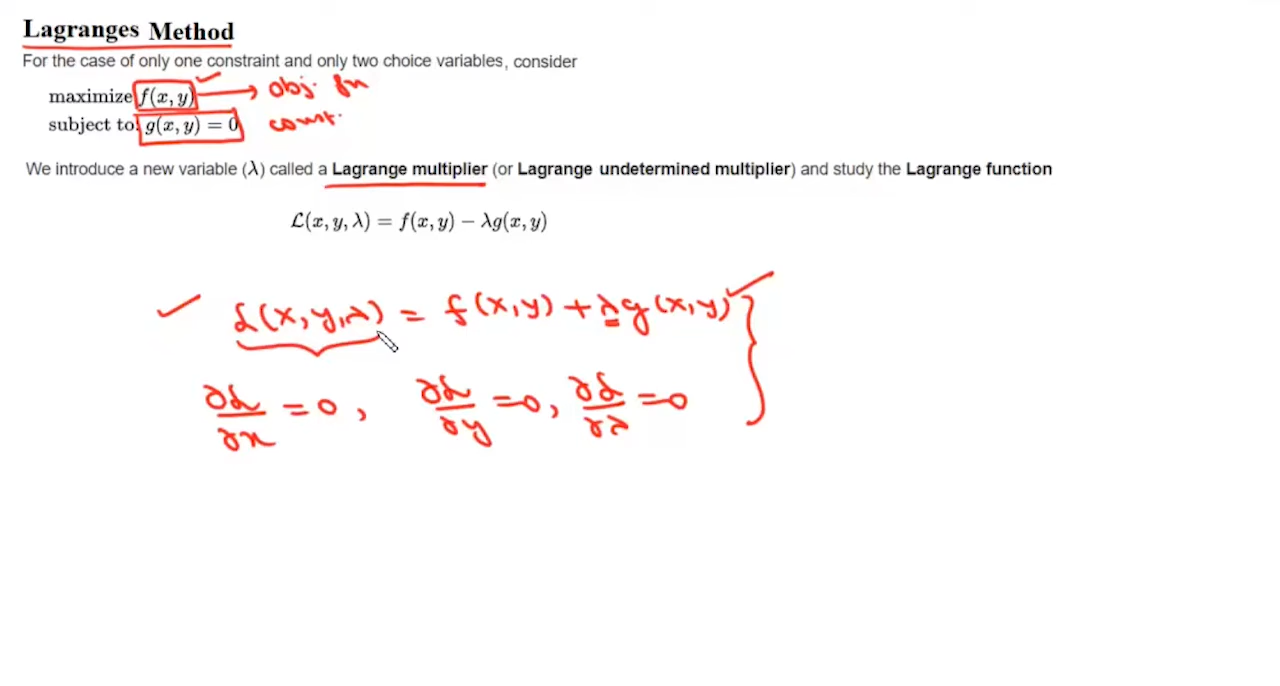 Lagranges Method
For the case of only one constraint and only two choice variables, consider
maximize f(x, y) → obj. fn
subject to: g(x, y) = 0 const.
We introduce a new variable (λ) called a Lagrange multiplier (or Lagrange undetermined multiplier) and study the Lagrange function
ℒ(x, y, λ) = f(x, y) − λg(x, y)
ℒ(x, y, λ) = f(x, y) + λg(x, y)
∂ℒ/∂x = 0, ∂ℒ/∂y = 0, ∂ℒ/∂λ = 0